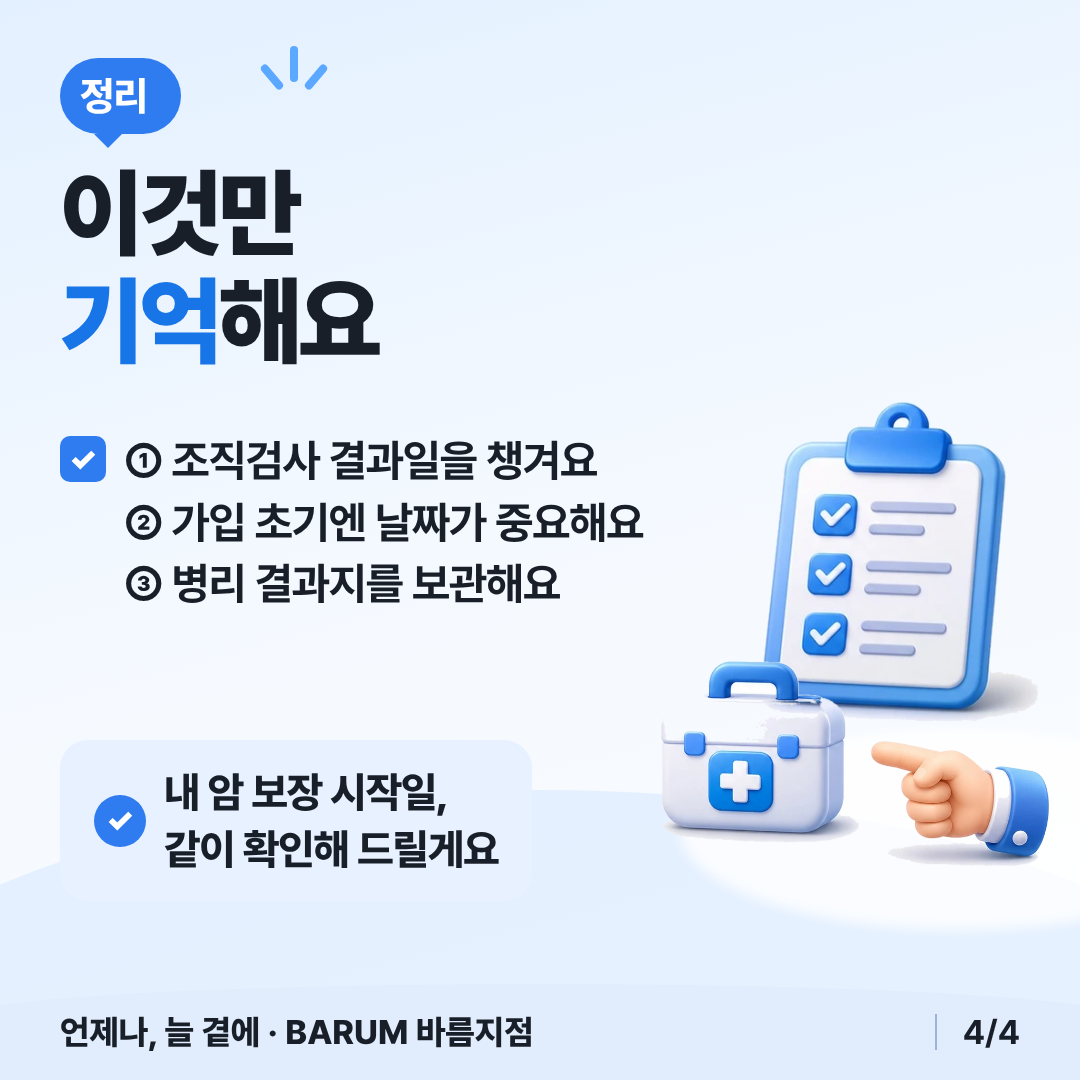 정리
이것만
기억해요
① 조직검사 결과일을 챙겨요
② 가입 초기엔 날짜가 중요해요
③ 병리 결과지를 보관해요
내 암 보장 시작일,
같이 확인해 드릴게요
언제나, 늘 곁에 · BARUM 바름지점
4/4